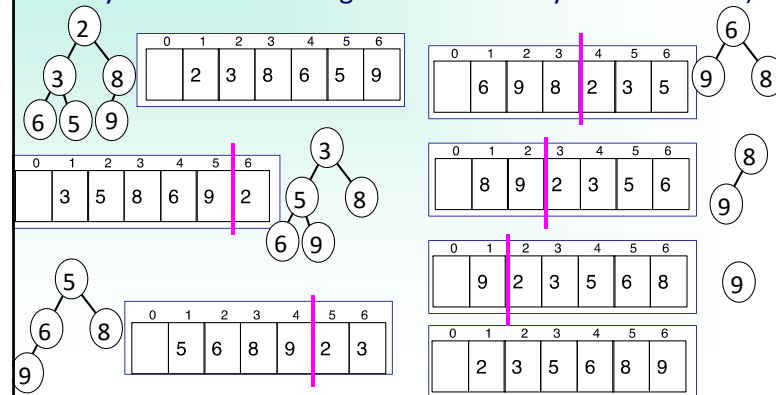 2
3 8
6 5 9
0 1 2 3 4 5 6
2 3 8 6 5 9
0 1 2 3 4 5 6
3 5 8 6 9 2
3
5 8
6 9
5
6 8
9
0 1 2 3 4 5 6
5 6 8 9 2 3
0 1 2 3 4 5 6
6 9 8 2 3 5
6
9 8
0 1 2 3 4 5 6
8 9 2 3 5 6
8
9
0 1 2 3 4 5 6
9 2 3 5 6 8
9
0 1 2 3 4 5 6
2 3 5 6 8 9